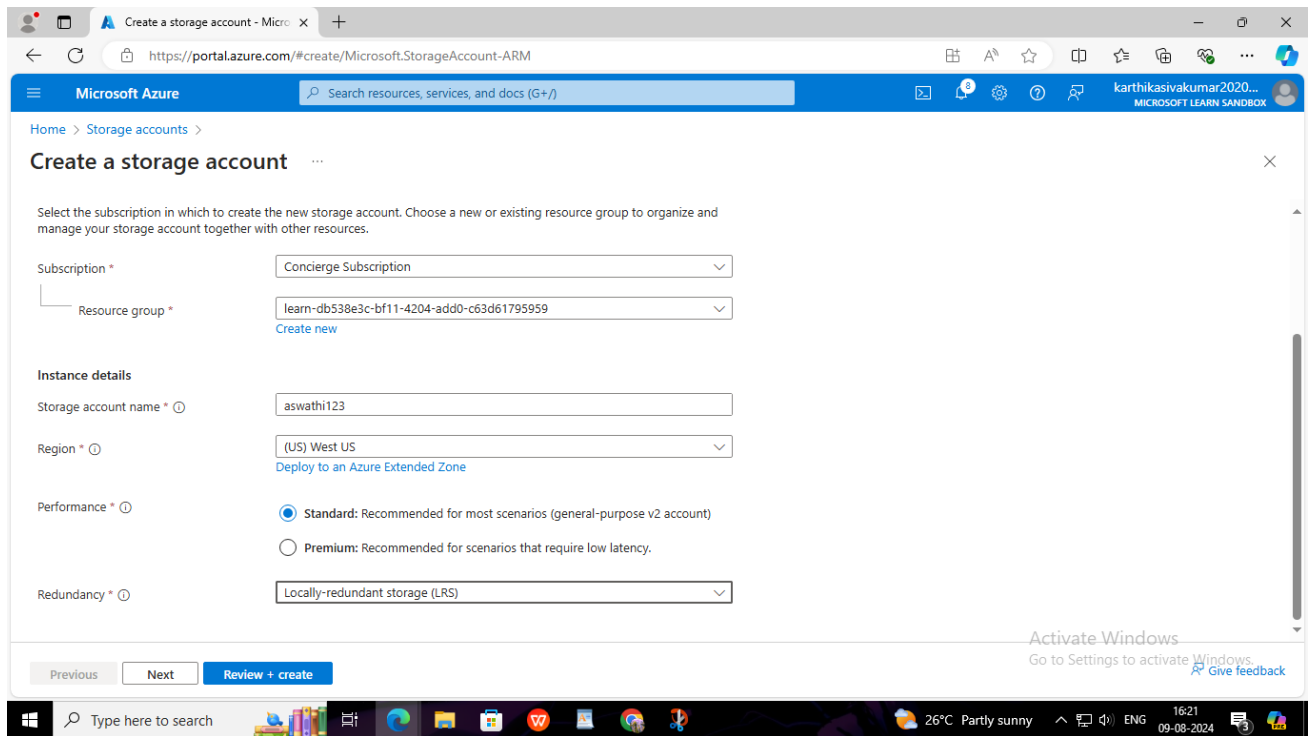 Create a storage account - Micro
https://portal.azure.com/#create/Microsoft.StorageAccount-ARM
Microsoft Azure
Search resources, services, and docs (G+/)
8
karthikasivakumar2020...
MICROSOFT LEARN SANDBOX
Home > Storage accounts >
Create a storage account ...
Select the subscription in which to create the new storage account. Choose a new or existing resource group to organize and
manage your storage account together with other resources.
Subscription *
Concierge Subscription
Resource group *
learn-db538e3c-bf11-4204-add0-c63d61795959
Create new
Instance details
Storage account name *
aswathi123
Region *
(US) West US
Deploy to an Azure Extended Zone
Performance *
Standard: Recommended for most scenarios (general-purpose v2 account)
Premium: Recommended for scenarios that require low latency.
Redundancy *
Locally-redundant storage (LRS)
Activate Windows
Go to Settings to activate Windows.
Previous
Next
Review + create
Give feedback
Type here to search
26°C Partly sunny
ENG
16:21
09-08-2024
3